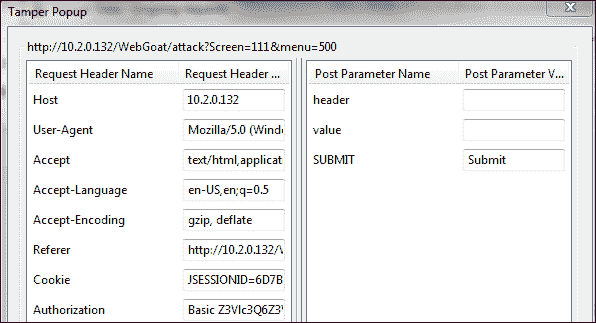 Tamper Popup
http://10.2.0.132/WebGoat/attack?Screen=111&menu=500
Request Header Name Request Header ... Post Parameter Name Post Parameter V...
Host 10.2.0.132 header
User-Agent Mozilla/5.0 (Windo value
Accept text/html,applicat SUBMIT Submit
Accept-Language en-US,en;q=0.5
Accept-Encoding gzip, deflate
Referer http://10.2.0.132/
Cookie JSESSIONID=6D7B
Authorization Basic